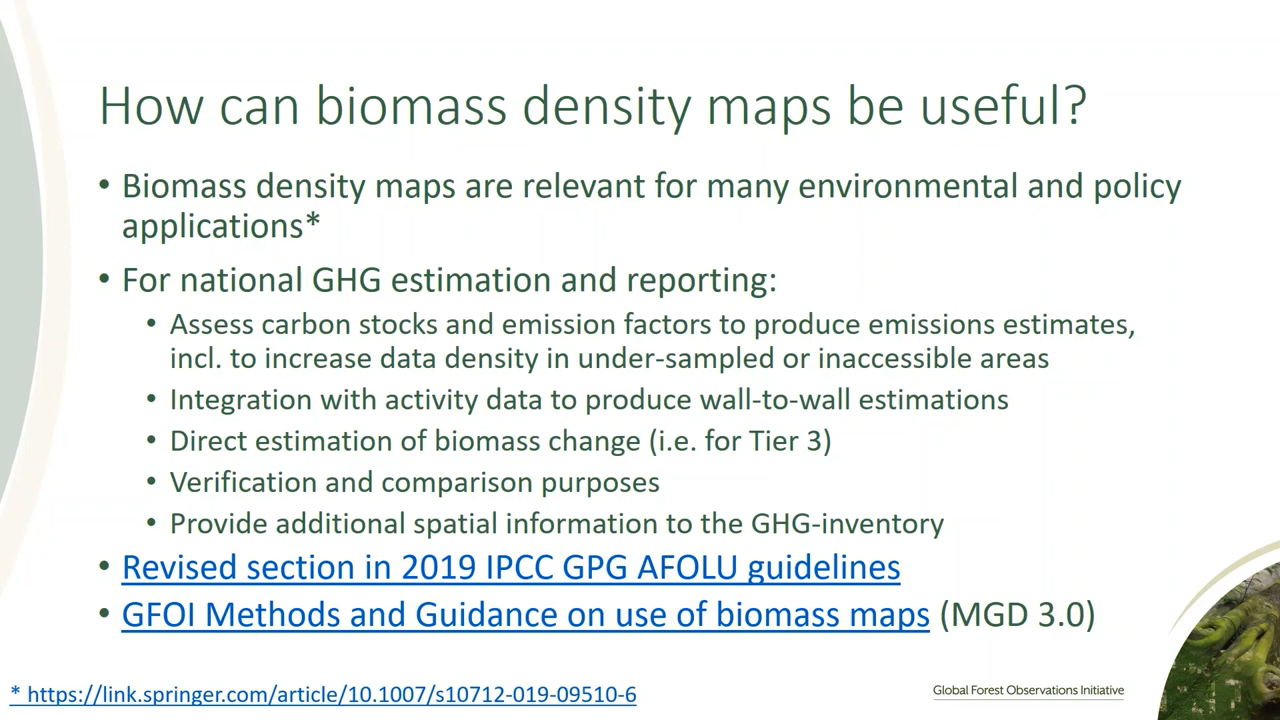 How can biomass density maps be useful?
• Biomass density maps are relevant for many environmental and policy
applications*
• For national GHG estimation and reporting:
• Assess carbon stocks and emission factors to produce emissions estimates,
incl. to increase data density in under-sampled or inaccessible areas
• Integration with activity data to produce wall-to-wall estimations
• Direct estimation of biomass change (i.e. for Tier 3)
• Verification and comparison purposes
• Provide additional spatial information to the GHG-inventory
• Revised section in 2019 IPCC GPG AFOLU guidelines
• GFOI Methods and Guidance on use of biomass maps (MGD 3.0)
* https://link.springer.com/article/10.1007/s10712-019-09510-6
Global Forest Observations Initiative